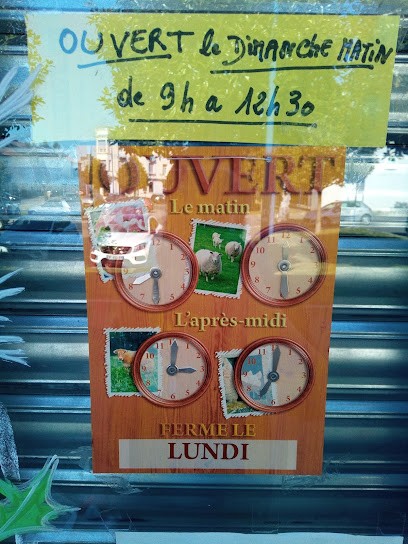 OUVERT le DIMANCHE MATIN
de 9h a 12h30
OUVERT
Le matin
L'après-midi
FERME LE
LUNDI